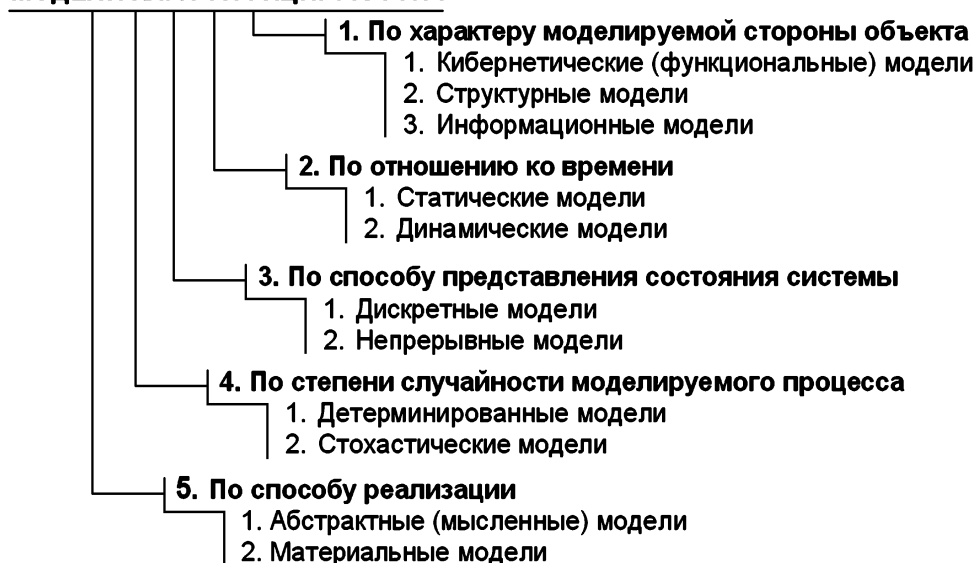 1. По характеру моделируемой стороны объекта
1. Кибернетические (функциональные) модели
2. Структурные модели
3. Информационные модели
2. По отношению ко времени
1. Статические модели
2. Динамические модели
3. По способу представления состояния системы
1. Дискретные модели
2. Непрерывные модели
4. По степени случайности моделируемого процесса
1. Детерминированные модели
2. Стохастические модели
5. По способу реализации
1. Абстрактные (мысленные) модели
2. Материальные модели